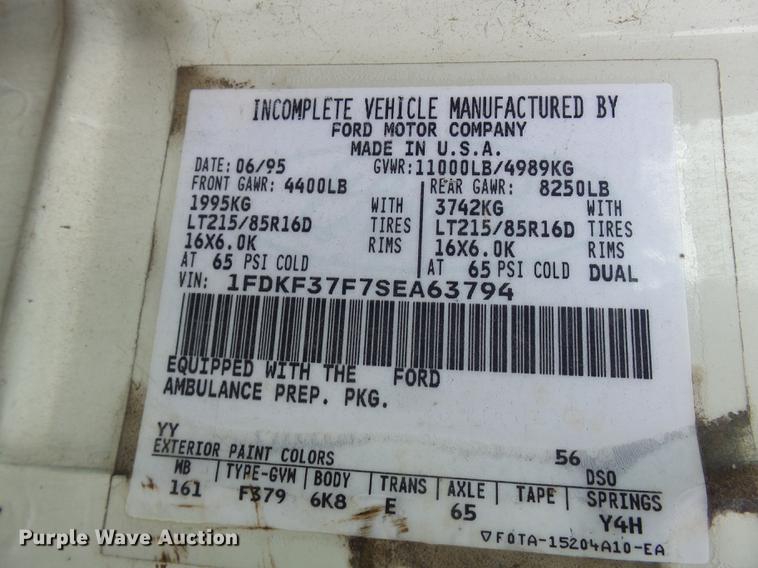 INCOMPLETE VEHICLE MANUFACTURED BY
FORD MOTOR COMPANY
MADE IN U.S.A.
DATE: 06/95 GVWR: 11000LB/4989KG
FRONT GAWR: 4400LB REAR GAWR: 8250LB
1995KG WITH 3742KG WITH
LT215/85R16D TIRES LT215/85R16D TIRES
16X6.0K RIMS 16X6.0K RIMS
AT 65 PSI COLD AT 65 PSI COLD DUAL
VIN: 1FDKF37F7SEA63794
EQUIPPED WITH THE FORD
AMBULANCE PREP. PKG.
YY
EXTERIOR PAINT COLORS 56 DSO
WB TYPE-GVW BODY TRANS AXLE TAPE SPRINGS
161 F379 6K8 E 65 Y4H
▽F0TA-15204A10-EA
Purple Wave Auction